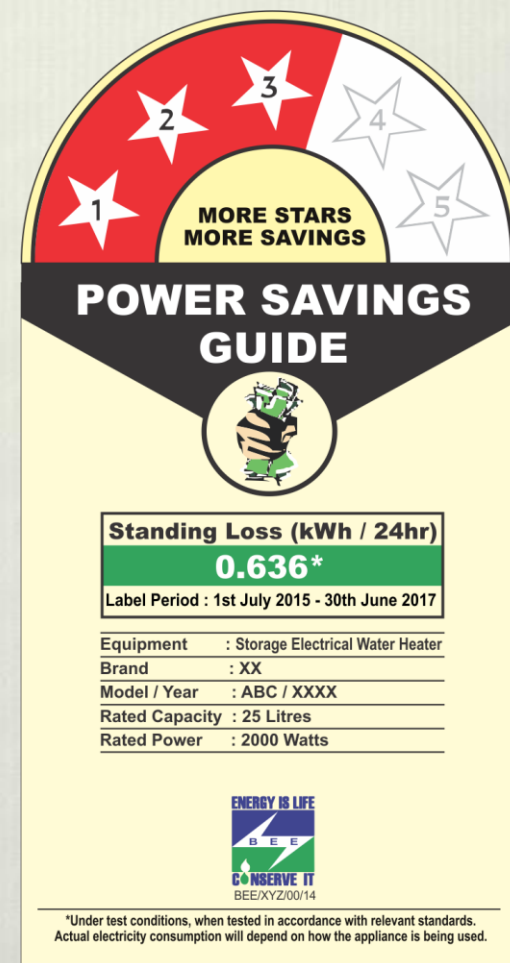 1
2
3
4
5
MORE STARS
MORE SAVINGS
POWER SAVINGS
GUIDE
Standing Loss (kWh / 24hr)
0.636*
Label Period : 1st July 2015 - 30th June 2017
Equipment : Storage Electrical Water Heater
Brand : XX
Model / Year : ABC / XXXX
Rated Capacity : 25 Litres
Rated Power : 2000 Watts
ENERGY IS LIFE
BEE
CONSERVE IT
BEE/XYZ/00/14
*Under test conditions, when tested in accordance with relevant standards.
Actual electricity consumption will depend on how the appliance is being used.